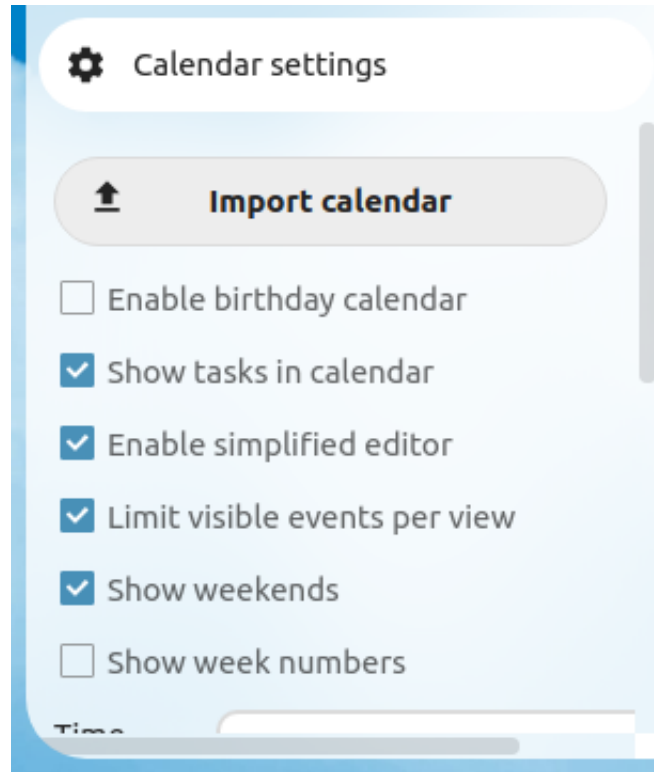 Calendar settings
Import calendar
Enable birthday calendar
Show tasks in calendar
Enable simplified editor
Limit visible events per view
Show weekends
Show week numbers
Time